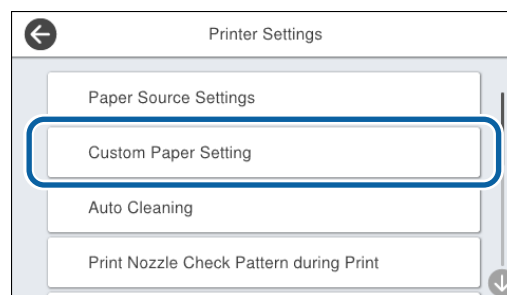 Printer Settings
Paper Source Settings
Custom Paper Setting
Auto Cleaning
Print Nozzle Check Pattern during Print